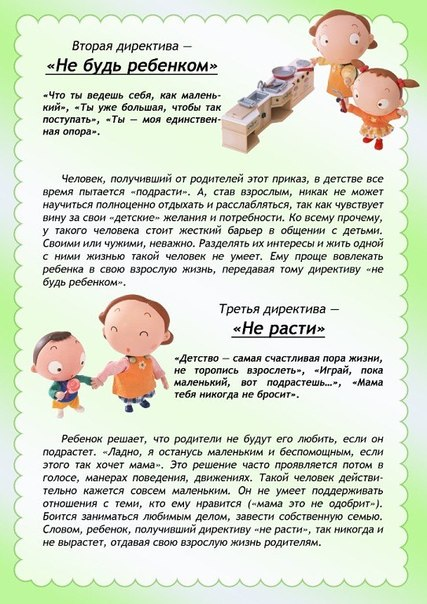 Вторая директива —
«Не будь ребенком»
«Что ты ведешь себя, как малень-
кий», «Ты уже большая, чтобы так
поступать», «Ты — моя единствен-
ная опора».
Человек, получивший от родителей этот приказ, в детстве все
время пытается «подрасти». А, став взрослым, никак не может
научиться полноценно отдыхать и расслабляться, так как чувствует
вину за свои «детские» желания и потребности. Ко всему прочему,
у такого человека стоит жесткий барьер в общении с детьми.
Своими или чужими, неважно. Разделять их интересы и жить одной
с ними жизнью такой человек не умеет. Ему проще вовлекать
ребенка в свою взрослую жизнь, передавая тому директиву «не
будь ребенком».
Третья директива —
«Не расти»
«Детство — самая счастливая пора жизни,
не торопись взрослеть», «Играй, пока
маленький, вот подрастешь…», «Мама
тебя никогда не бросит».
Ребенок решает, что родители не будут его любить, если он
подрастет. «Ладно, я останусь маленьким и беспомощным, если
этого так хочет мама». Это решение часто проявляется потом в
голосе, манерах поведения, движениях. Такой человек действи-
тельно кажется совсем маленьким. Он не умеет поддерживать
отношения с теми, кто ему нравится («мама это не одобрит»).
Боится заниматься любимым делом, завести собственную семью.
Словом, ребенок, получивший директиву «не расти», так никогда и
не вырастет, отдавая свою взрослую жизнь родителям.